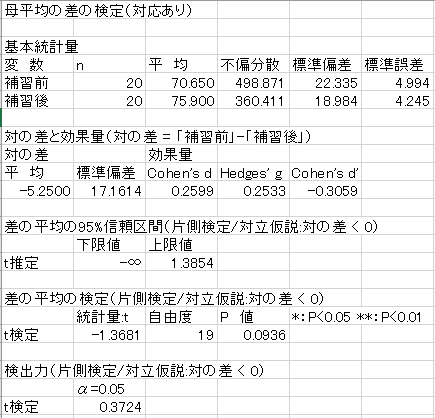 母平均の差の検定(対応あり)
基本統計量
変　数 n 平　均 不偏分散 標準偏差 標準誤差
補習前 20 70.650 498.871 22.335 4.994
補習後 20 75.900 360.411 18.984 4.245
対の差と効果量(対の差 = 「補習前」-「補習後」)
対の差 効果量
平　均 標準偏差 Cohen's d Hedges' g Cohen's d'
-5.2500 17.1614 0.2599 0.2533 -0.3059
差の平均の95%信頼区間(片側検定/対立仮説:対の差 < 0)
下限値 上限値
t推定 -∞ 1.3854
差の平均の検定(片側検定/対立仮説:対の差 < 0)
統計量:t 自由度 P　値 *:P<0.05 **:P<0.01
t検定 -1.3681 19 0.0936
検出力(片側検定/対立仮説:対の差 < 0)
α=0.05
t検定 0.3724